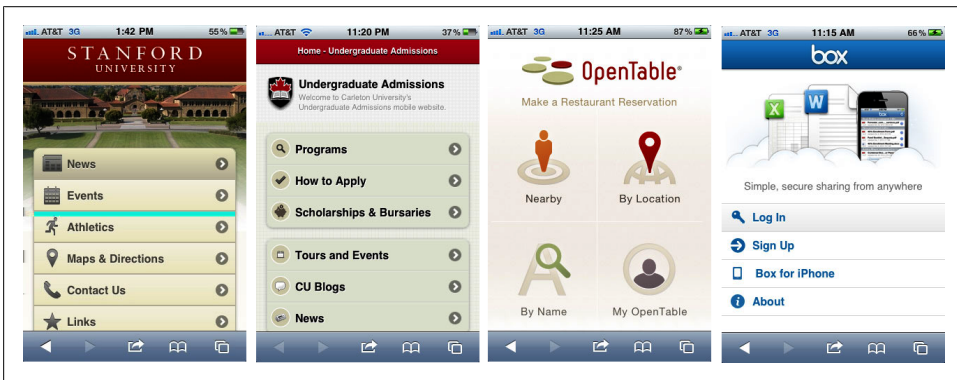 AT&T 3G 1:42 PM 55%
STANFORD
UNIVERSITY
News
Events
Athletics
Maps & Directions
Contact Us
Links
AT&T 11:20 PM 37%
Home - Undergraduate Admissions
Undergraduate Admissions
Welcome to Carleton University's
Undergraduate Admissions mobile website.
Programs
How to Apply
Scholarships & Bursaries
Tours and Events
CU Blogs
News
AT&T 3G 11:25 AM 87%
OpenTable®
Make a Restaurant Reservation
Nearby
By Location
By Name
My OpenTable
AT&T 3G 11:15 AM 66%
box
X
W
Simple, secure sharing from anywhere
Log In
Sign Up
Box for iPhone
About